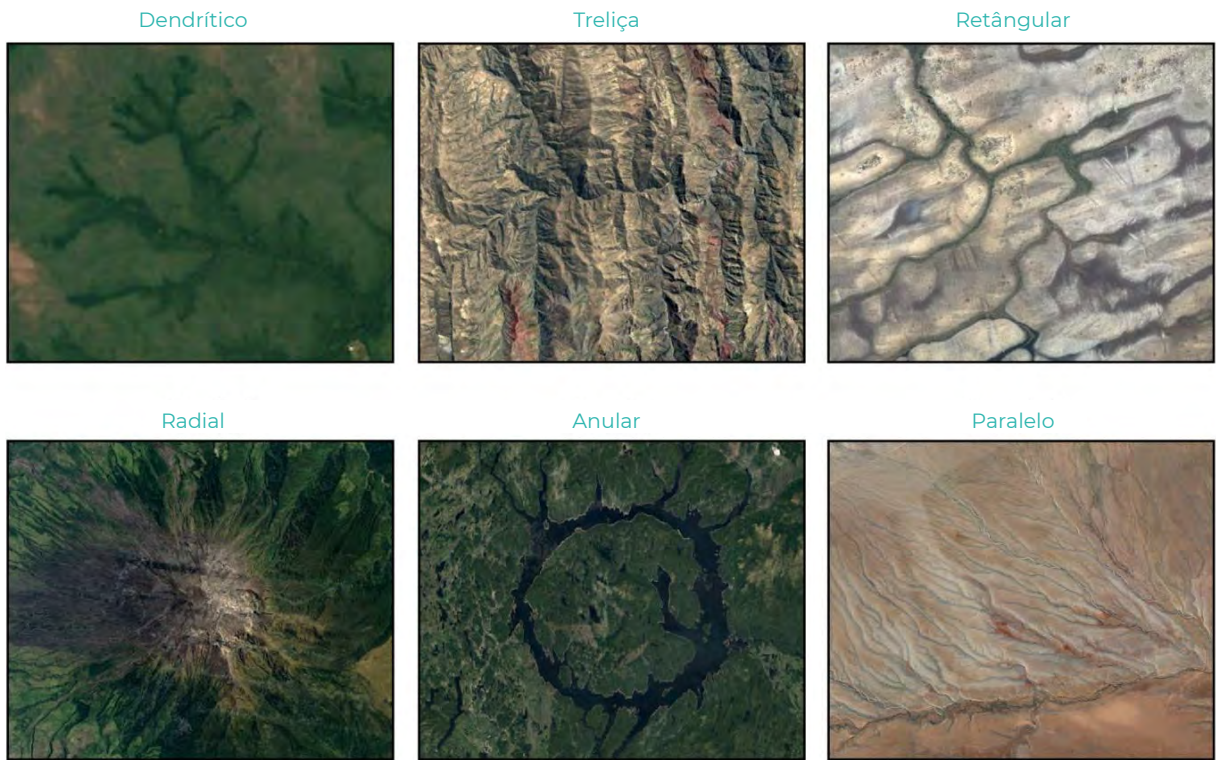 Dendrítico
Treliça
Retângular
Radial
Anular
Paralelo